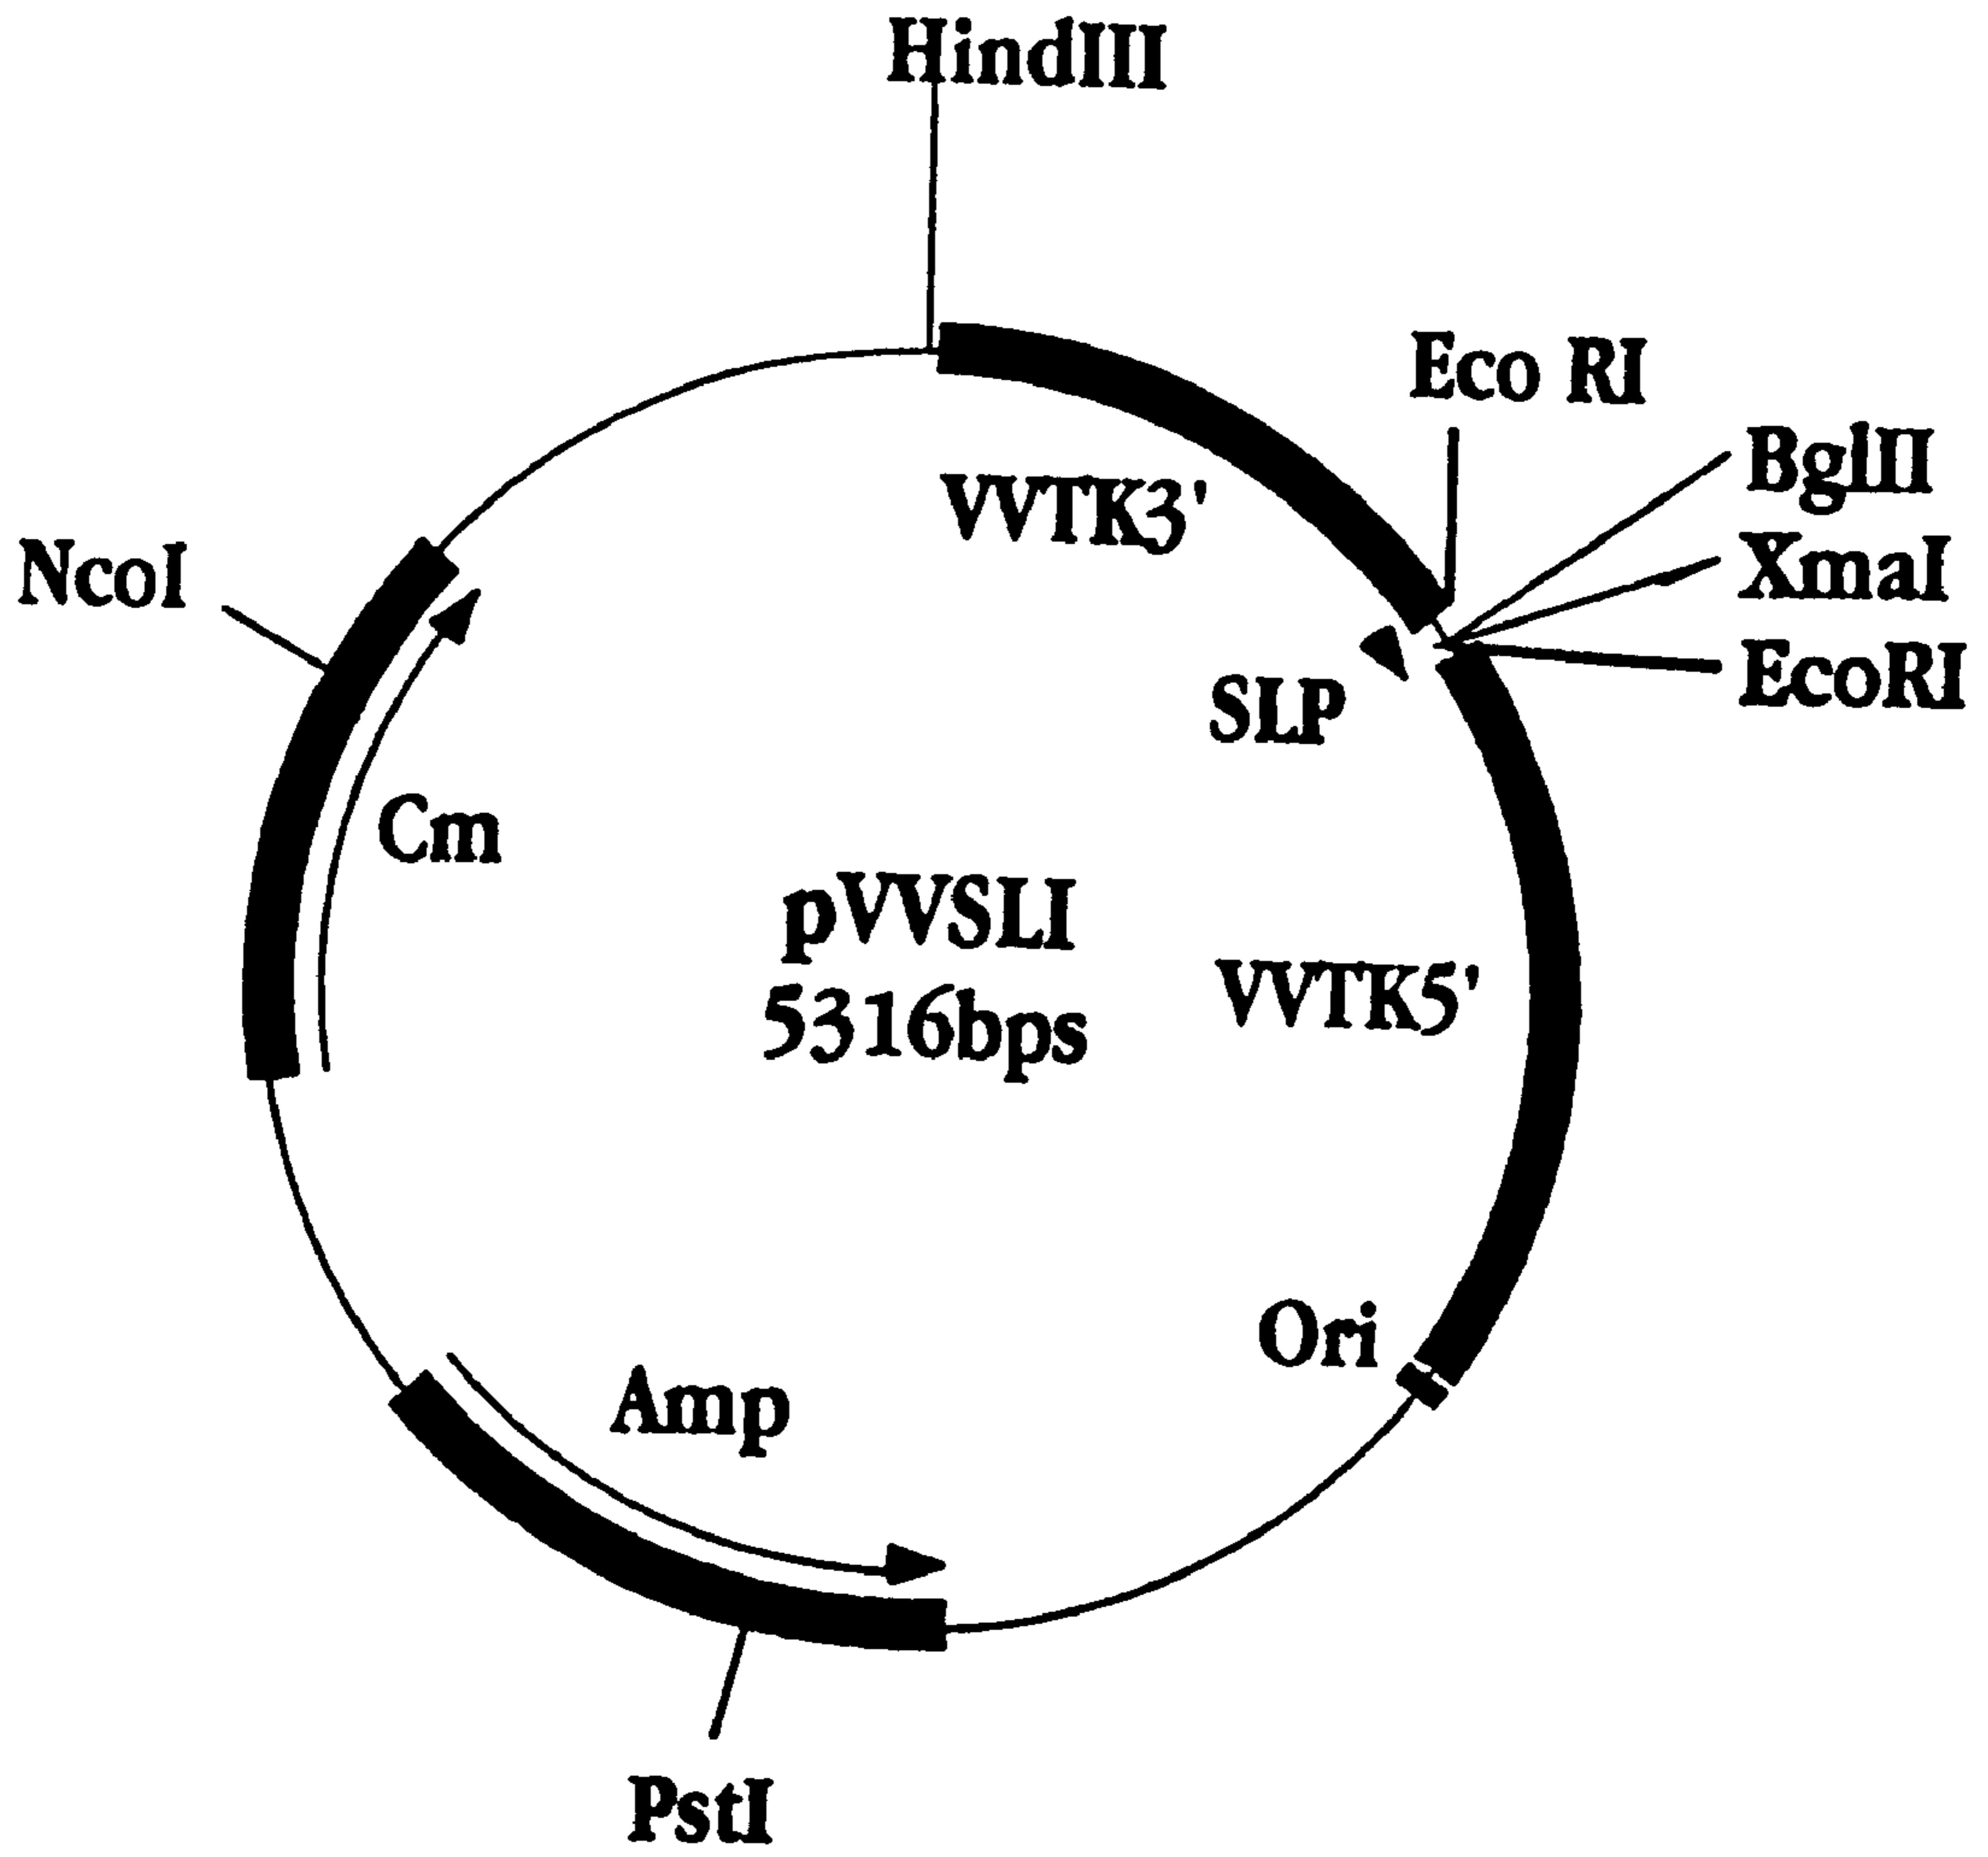 HindIII
Eco RI
BglII
XmaI
EcoRI
VVTK3'
NcoI
SLP
Cm
pVVSLI
5316bps
VVTK5'
Ori
Amp
PstI